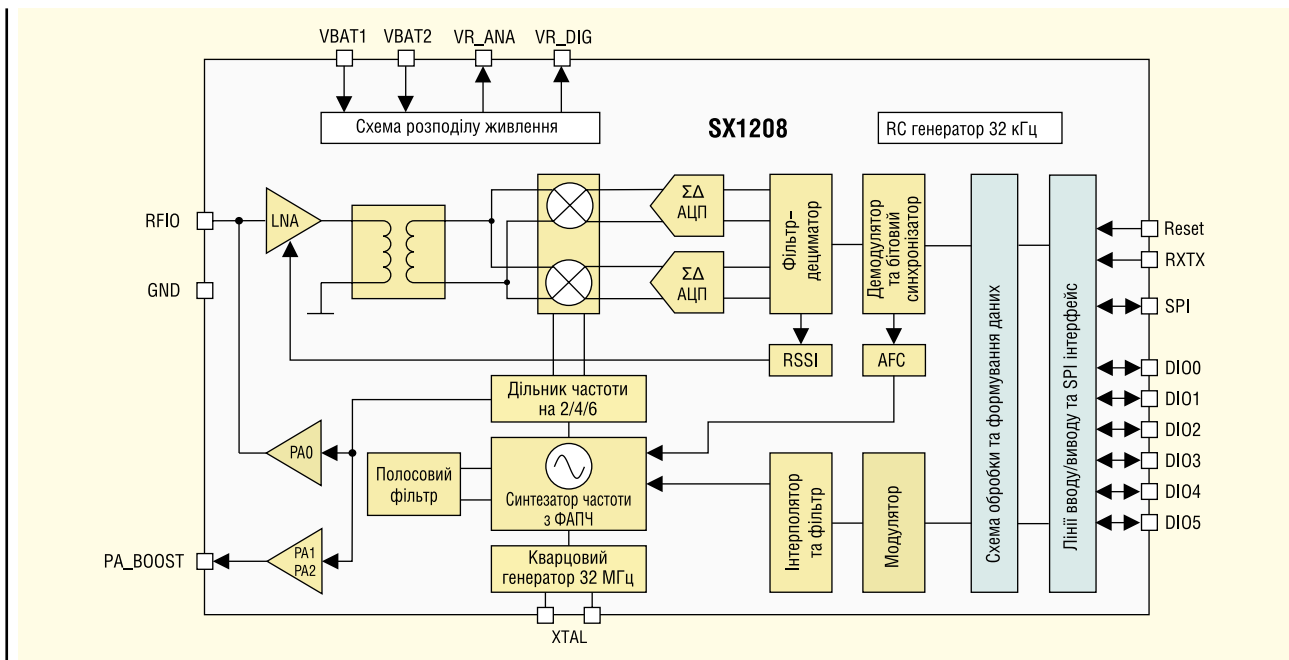 VBAT1
VBAT2
VR_ANA
VR_DIG
Схема розподілу живлення
SX1208
RC генератор 32 кГц
RFIO
LNA
ΣΔ
АЦП
ΣΔ
АЦП
Фільтр–
дециматор
Демодулятор
та бітовий
синхронізатор
Схема обробки та формування даних
Лінії вводу/виводу та SPI інтерфейс
Reset
RXTX
GND
SPI
RSSI
AFC
DIO0
DIO1
DIO2
DIO3
DIO4
DIO5
Дільник частоти
на 2/4/6
PA0
Полосовий
фільтр
Синтезатор частоти
з ФАПЧ
Інтерполятор
та фільтр
Модулятор
PA_BOOST
PA1
PA2
Кварцовий
генератор 32 МГц
XTAL